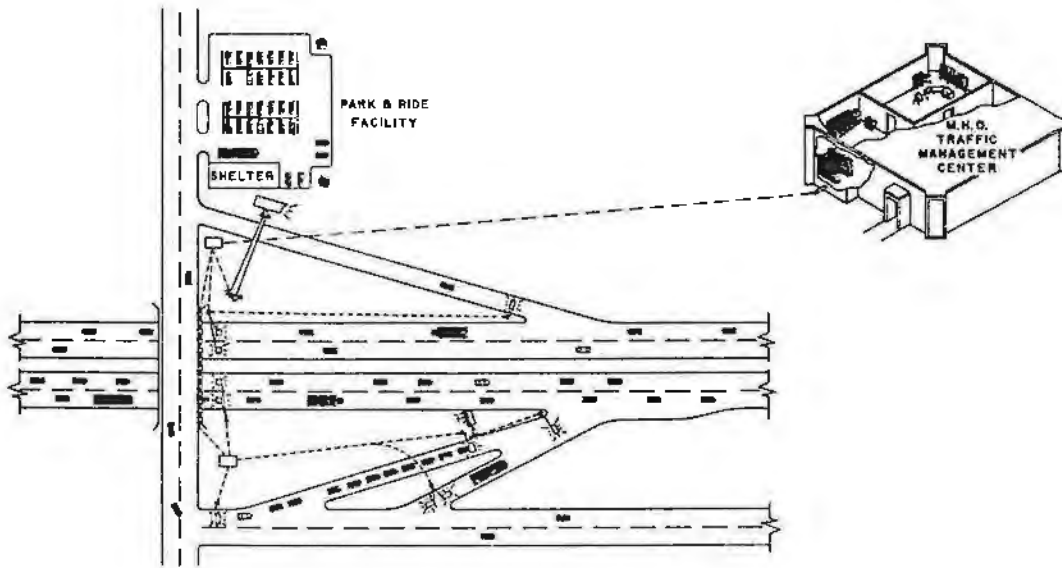 PARK & RIDE
FACILITY
SHELTER
M.H.D.
TRAFFIC
MANAGEMENT
CENTER